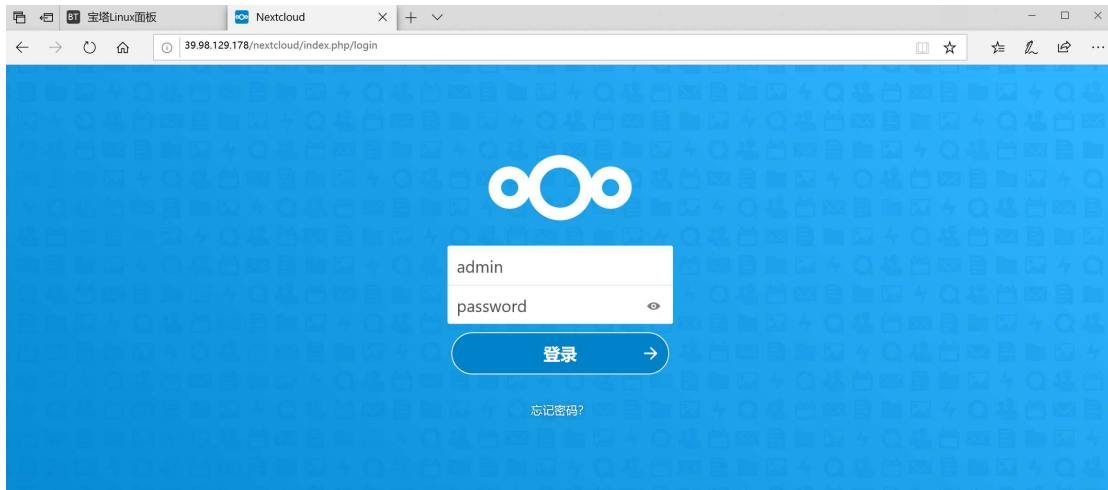 BT 宝塔Linux面板
Nextcloud
39.98.129.178/nextcloud/index.php/login
admin
password
登录
忘记密码?